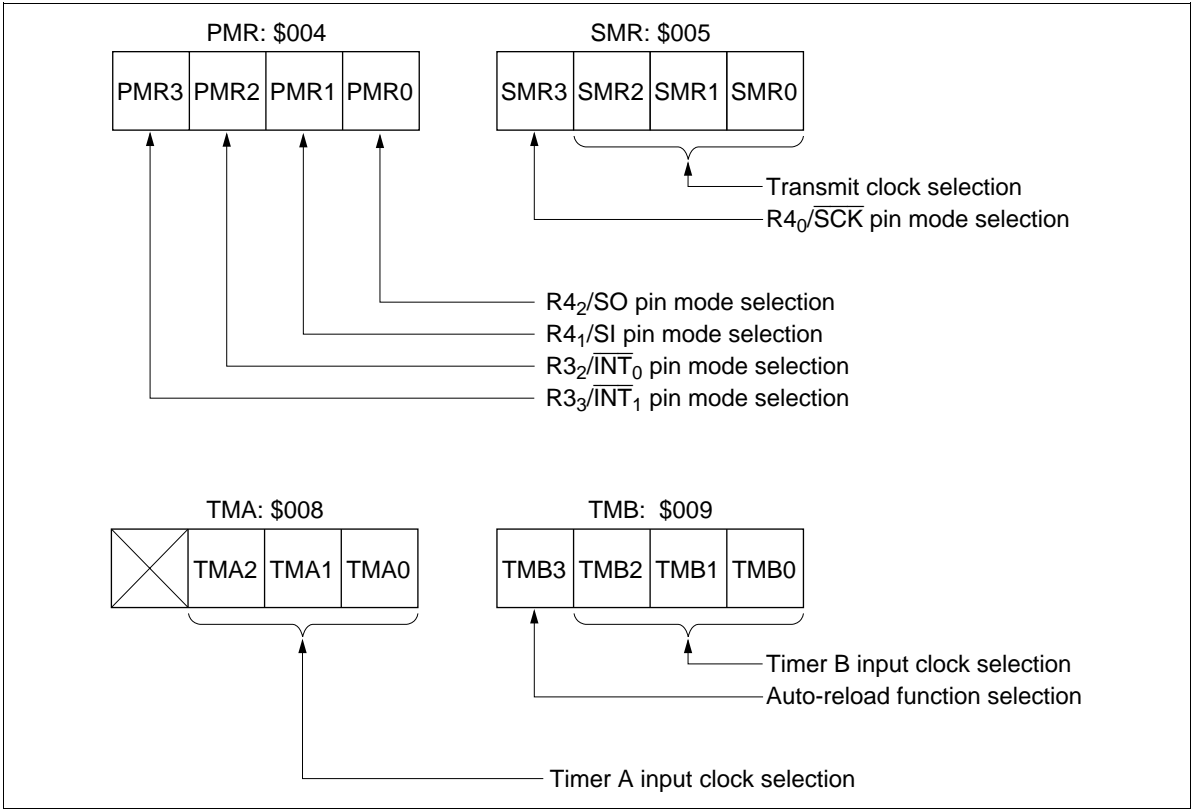 PMR: $004
PMR3 PMR2 PMR1 PMR0
SMR: $005
SMR3 SMR2 SMR1 SMR0
Transmit clock selection
R4₀/S̅C̅K̅ pin mode selection
R4₂/SO pin mode selection
R4₁/SI pin mode selection
R3₂/I̅N̅T̅₀ pin mode selection
R3₃/I̅N̅T̅₁ pin mode selection
TMA: $008
TMA2 TMA1 TMA0
TMB: $009
TMB3 TMB2 TMB1 TMB0
Timer B input clock selection
Auto-reload function selection
Timer A input clock selection